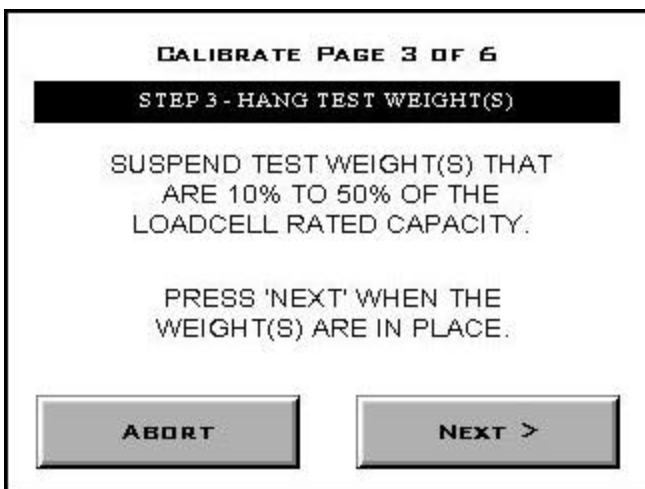 CALIBRATE PAGE 3 OF 6
STEP 3 - HANG TEST WEIGHT(S)
SUSPEND TEST WEIGHT(S) THAT
ARE 10% TO 50% OF THE
LOADCELL RATED CAPACITY.
PRESS 'NEXT' WHEN THE
WEIGHT(S) ARE IN PLACE.
ABORT
NEXT >